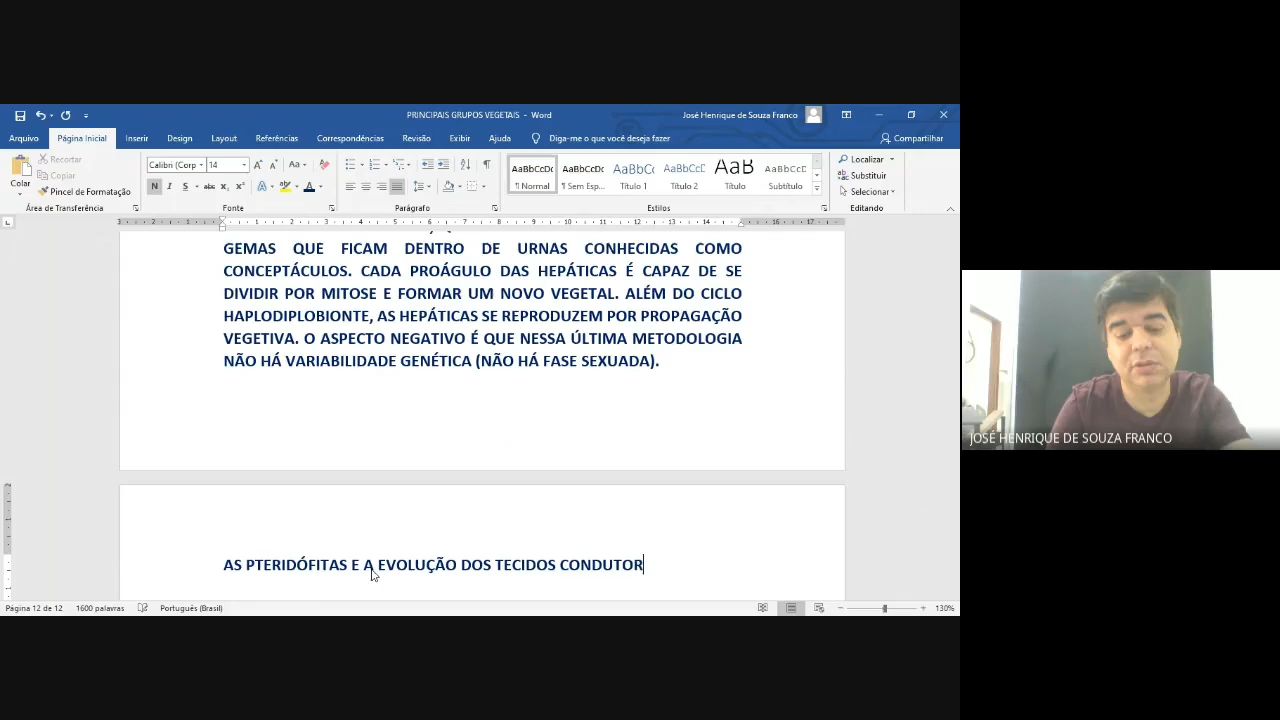 PRINCIPAIS GRUPOS VEGETAIS - Word
José Henrique de Souza Franco
Arquivo
Página Inicial
Inserir
Design
Layout
Referências
Correspondências
Revisão
Exibir
Ajuda
Diga-me o que você deseja fazer
Compartilhar
Colar
Recortar
Copiar
Pincel de Formatação
Área de Transferência
Calibri (Corp
14
Fonte
Parágrafo
AaBbCcDc
¶ Normal
AaBbCcDc
¶ Sem Esp...
AaBbCc
Título 1
AaBbCcD
Título 2
AaB
Título
AaBbCcD
Subtítulo
Estilos
Localizar
Substituir
Selecionar
Editando
GEMAS QUE FICAM DENTRO DE URNAS CONHECIDAS COMO
CONCEPTÁCULOS. CADA PROÁGULO DAS HEPÁTICAS É CAPAZ DE SE
DIVIDIR POR MITOSE E FORMAR UM NOVO VEGETAL. ALÉM DO CICLO
HAPLODIPLOBIONTE, AS HEPÁTICAS SE REPRODUZEM POR PROPAGAÇÃO
VEGETIVA. O ASPECTO NEGATIVO É QUE NESSA ÚLTIMA METODOLOGIA
NÃO HÁ VARIABILIDADE GENÉTICA (NÃO HÁ FASE SEXUADA).
AS PTERIDÓFITAS E A EVOLUÇÃO DOS TECIDOS CONDUTOR
Página 12 de 12
1600 palavras
Português (Brasil)
130%
JOSÉ HENRIQUE DE SOUZA FRANCO